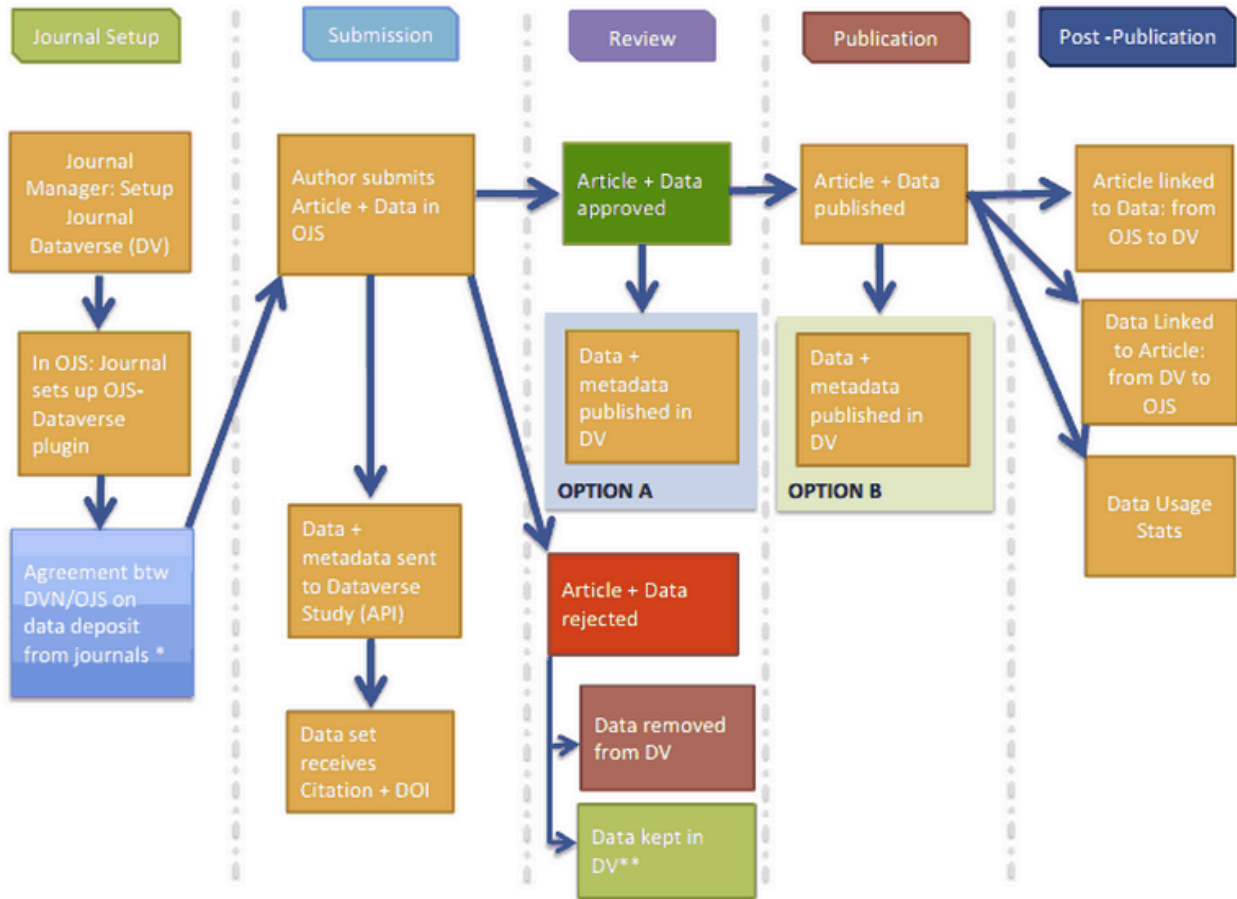 Journal Setup
Submission
Review
Publication
Post -Publication
Journal
Manager: Setup
Journal
Dataverse (DV)
In OJS: Journal
sets up OJS-
Dataverse
plugin
Agreement btw
DVN/OJS on
data deposit
from journals *
Author submits
Article + Data in
OJS
Data +
metadata sent
to Dataverse
Study (API)
Data set
receives
Citation + DOI
Article + Data
approved
Data +
metadata
published in
DV
OPTION A
Article + Data
rejected
Data removed
from DV
Data kept in
DV**
Article + Data
published
Data +
metadata
published in
DV
OPTION B
Article linked
to Data: from
OJS to DV
Data Linked
to Article:
from DV to
OJS
Data Usage
Stats